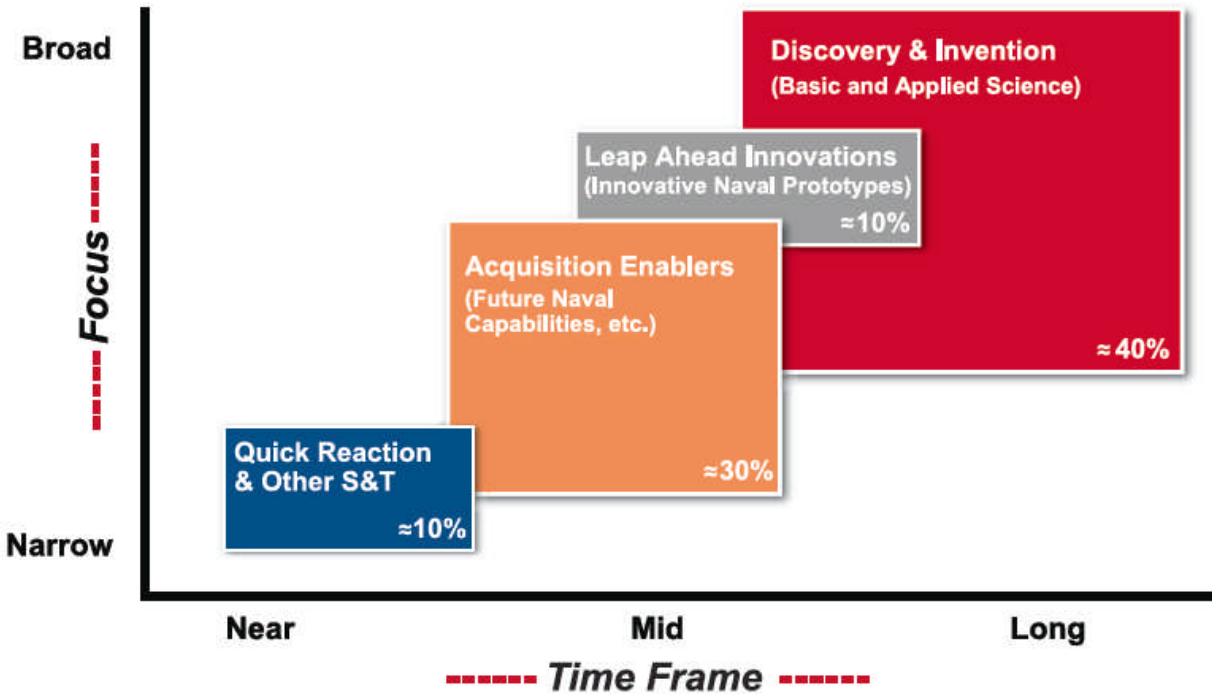 Broad
Discovery & Invention
(Basic and Applied Science)
≈40%
Leap Ahead Innovations
(Innovative Naval Prototypes)
≈10%
Acquisition Enablers
(Future Naval
Capabilities, etc.)
≈30%
Quick Reaction
& Other S&T
≈10%
Focus
Narrow
Near
Mid
Long
Time Frame